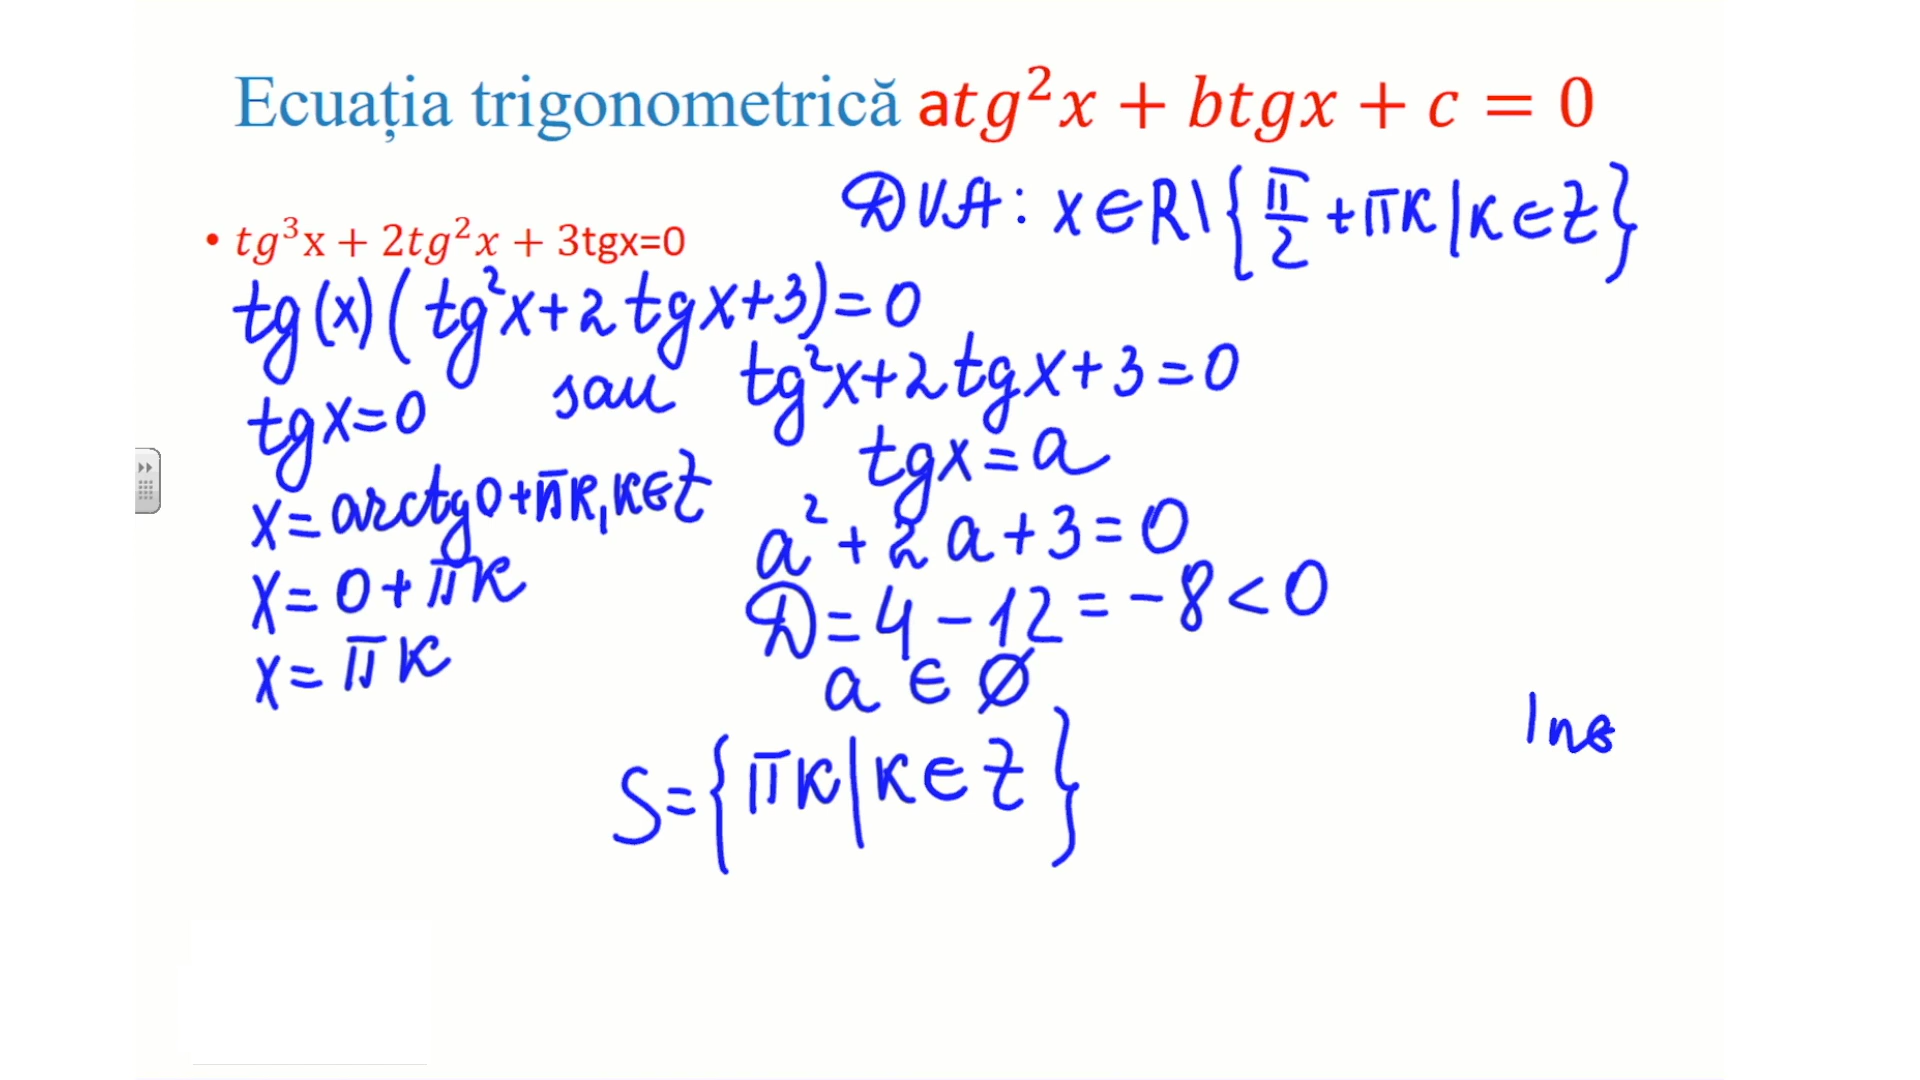 Ecuația trigonometrică atg²x + btgx + c = 0
DVA: x∈R\{π/2+πk|k∈Z}
• tg³x + 2tg²x + 3tgx=0
tg(x)(tg²x+2tgx+3)=0
tgx=0 sau tg²x+2tgx+3=0
tgx=a
x=arctg0+πk,k∈Z
a²+2a+3=0
x=0+πk
D=4-12=-8<0
x=πk
a∈∅
S={πk|k∈Z}